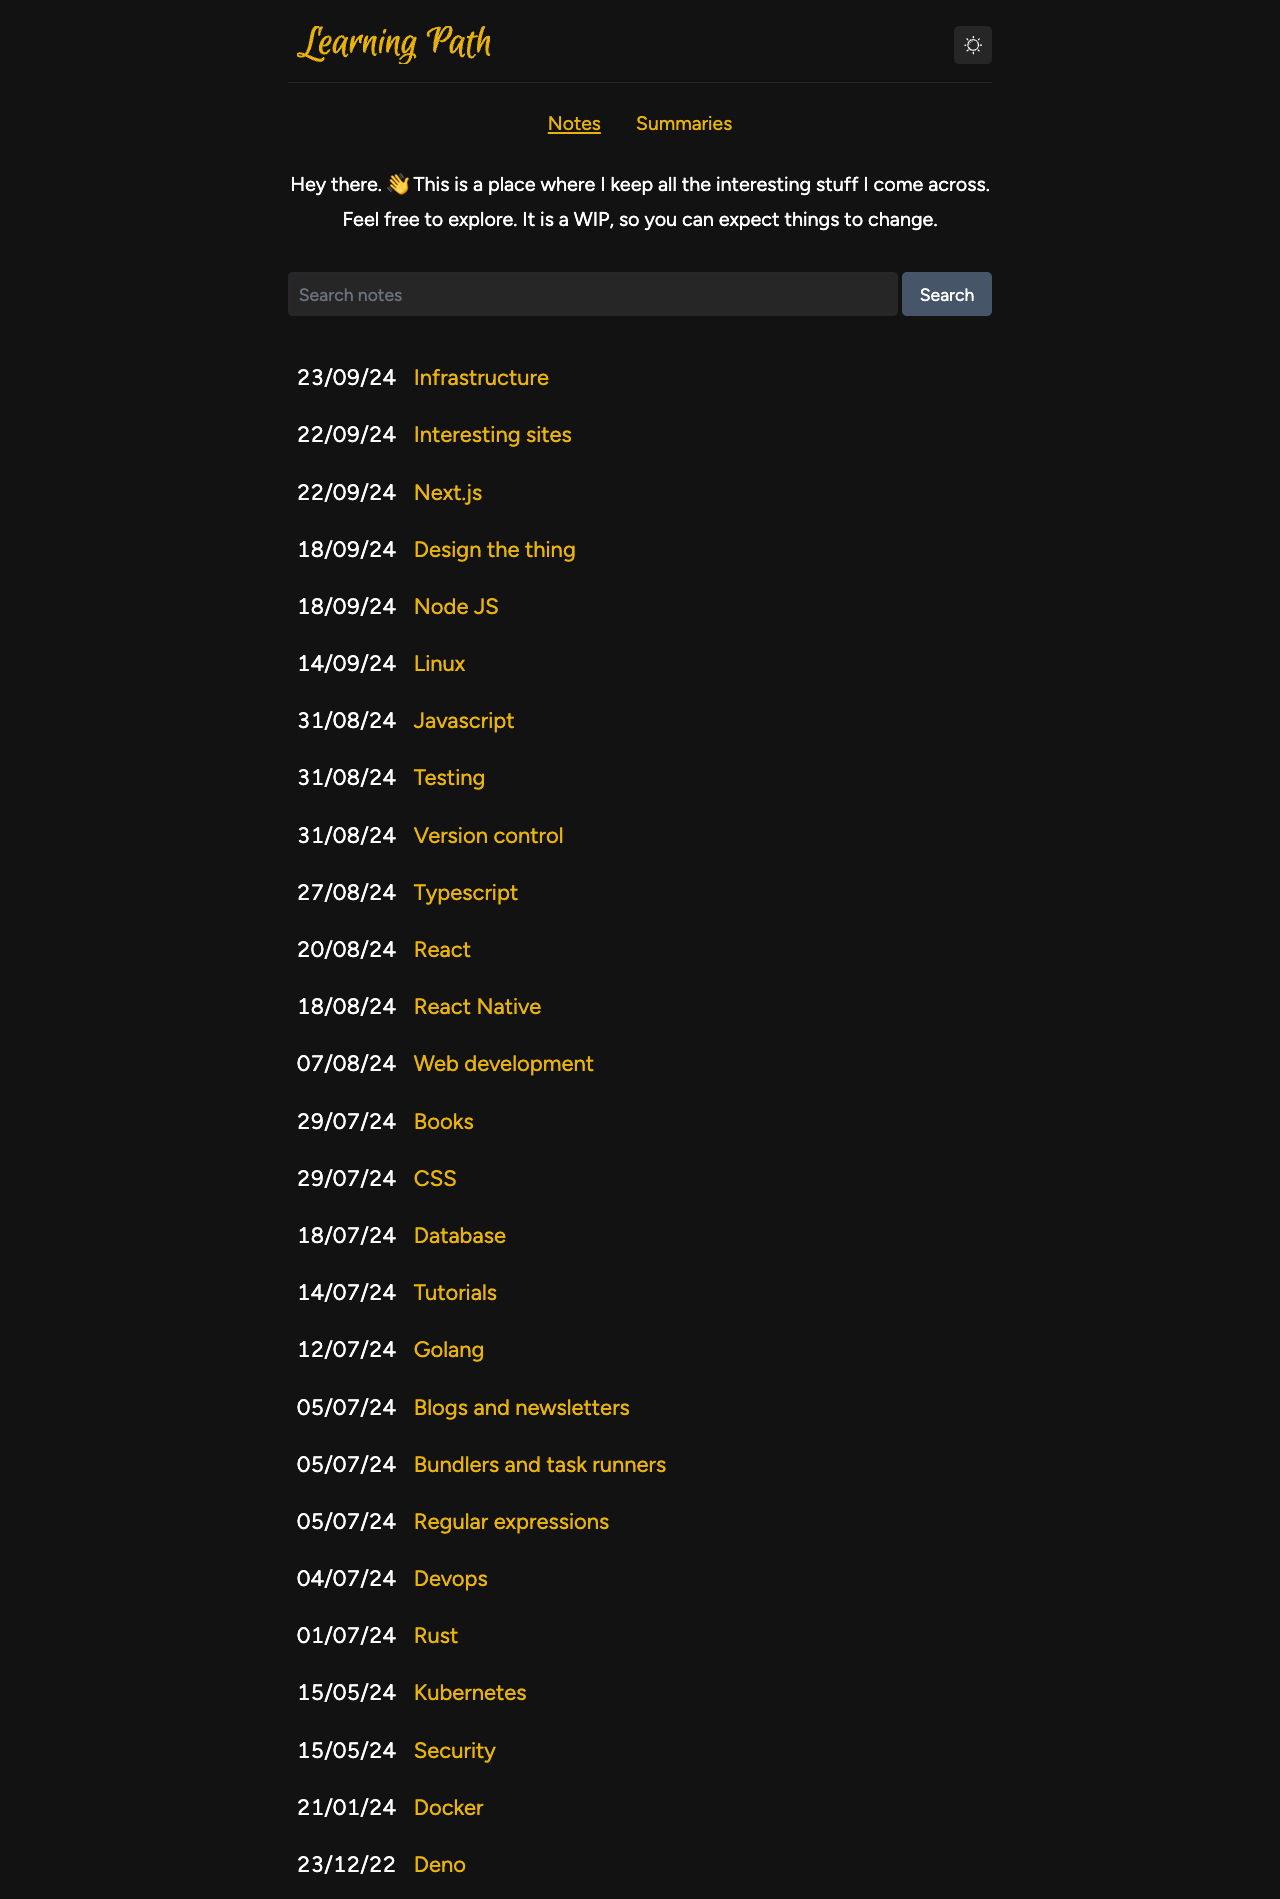 Learning Path
Notes Summaries
Hey there. 👋 This is a place where I keep all the interesting stuff I come across.
Feel free to explore. It is a WIP, so you can expect things to change.
Search notes Search
23/09/24 Infrastructure
22/09/24 Interesting sites
22/09/24 Next.js
18/09/24 Design the thing
18/09/24 Node JS
14/09/24 Linux
31/08/24 Javascript
31/08/24 Testing
31/08/24 Version control
27/08/24 Typescript
20/08/24 React
18/08/24 React Native
07/08/24 Web development
29/07/24 Books
29/07/24 CSS
18/07/24 Database
14/07/24 Tutorials
12/07/24 Golang
05/07/24 Blogs and newsletters
05/07/24 Bundlers and task runners
05/07/24 Regular expressions
04/07/24 Devops
01/07/24 Rust
15/05/24 Kubernetes
15/05/24 Security
21/01/24 Docker
23/12/22 Deno